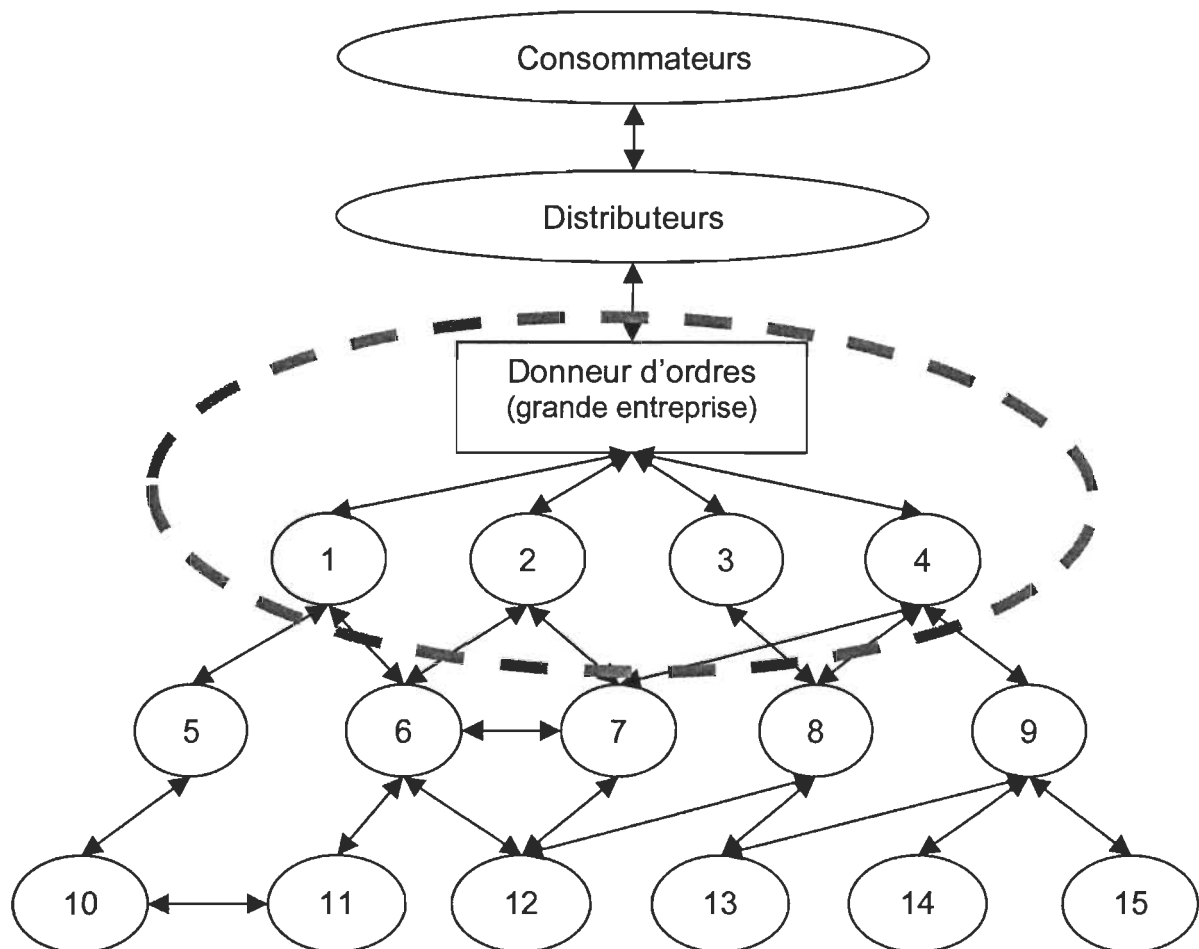 Consommateurs
Distributeurs
Donneur d'ordres
(grande entreprise)
1 2 3 4
5 6 7 8 9
10 11 12 13 14 15